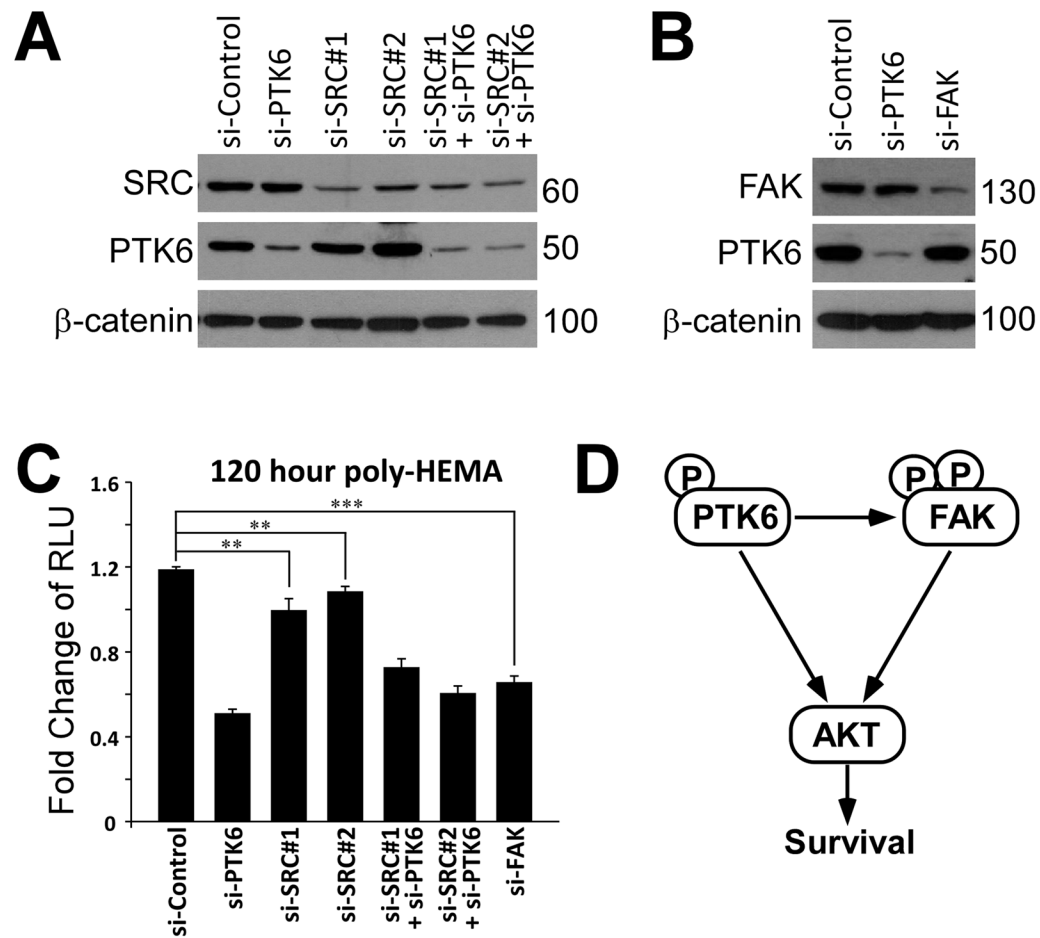 A
si-Control
si-PTK6
si-SRC#1
si-SRC#2
si-SRC#1
+ si-PTK6
si-SRC#2
+ si-PTK6
SRC
60
PTK6
50
β-catenin
100
B
si-Control
si-PTK6
si-FAK
FAK
130
PTK6
50
β-catenin
100
C
120 hour poly-HEMA
Fold Change of RLU
1.6
1.2
0.8
0.4
0
***
**
**
si-Control
si-PTK6
si-SRC#1
si-SRC#2
si-SRC#1
+ si-PTK6
si-SRC#2
+ si-PTK6
si-FAK
D
P
PTK6
P
P
FAK
AKT
Survival